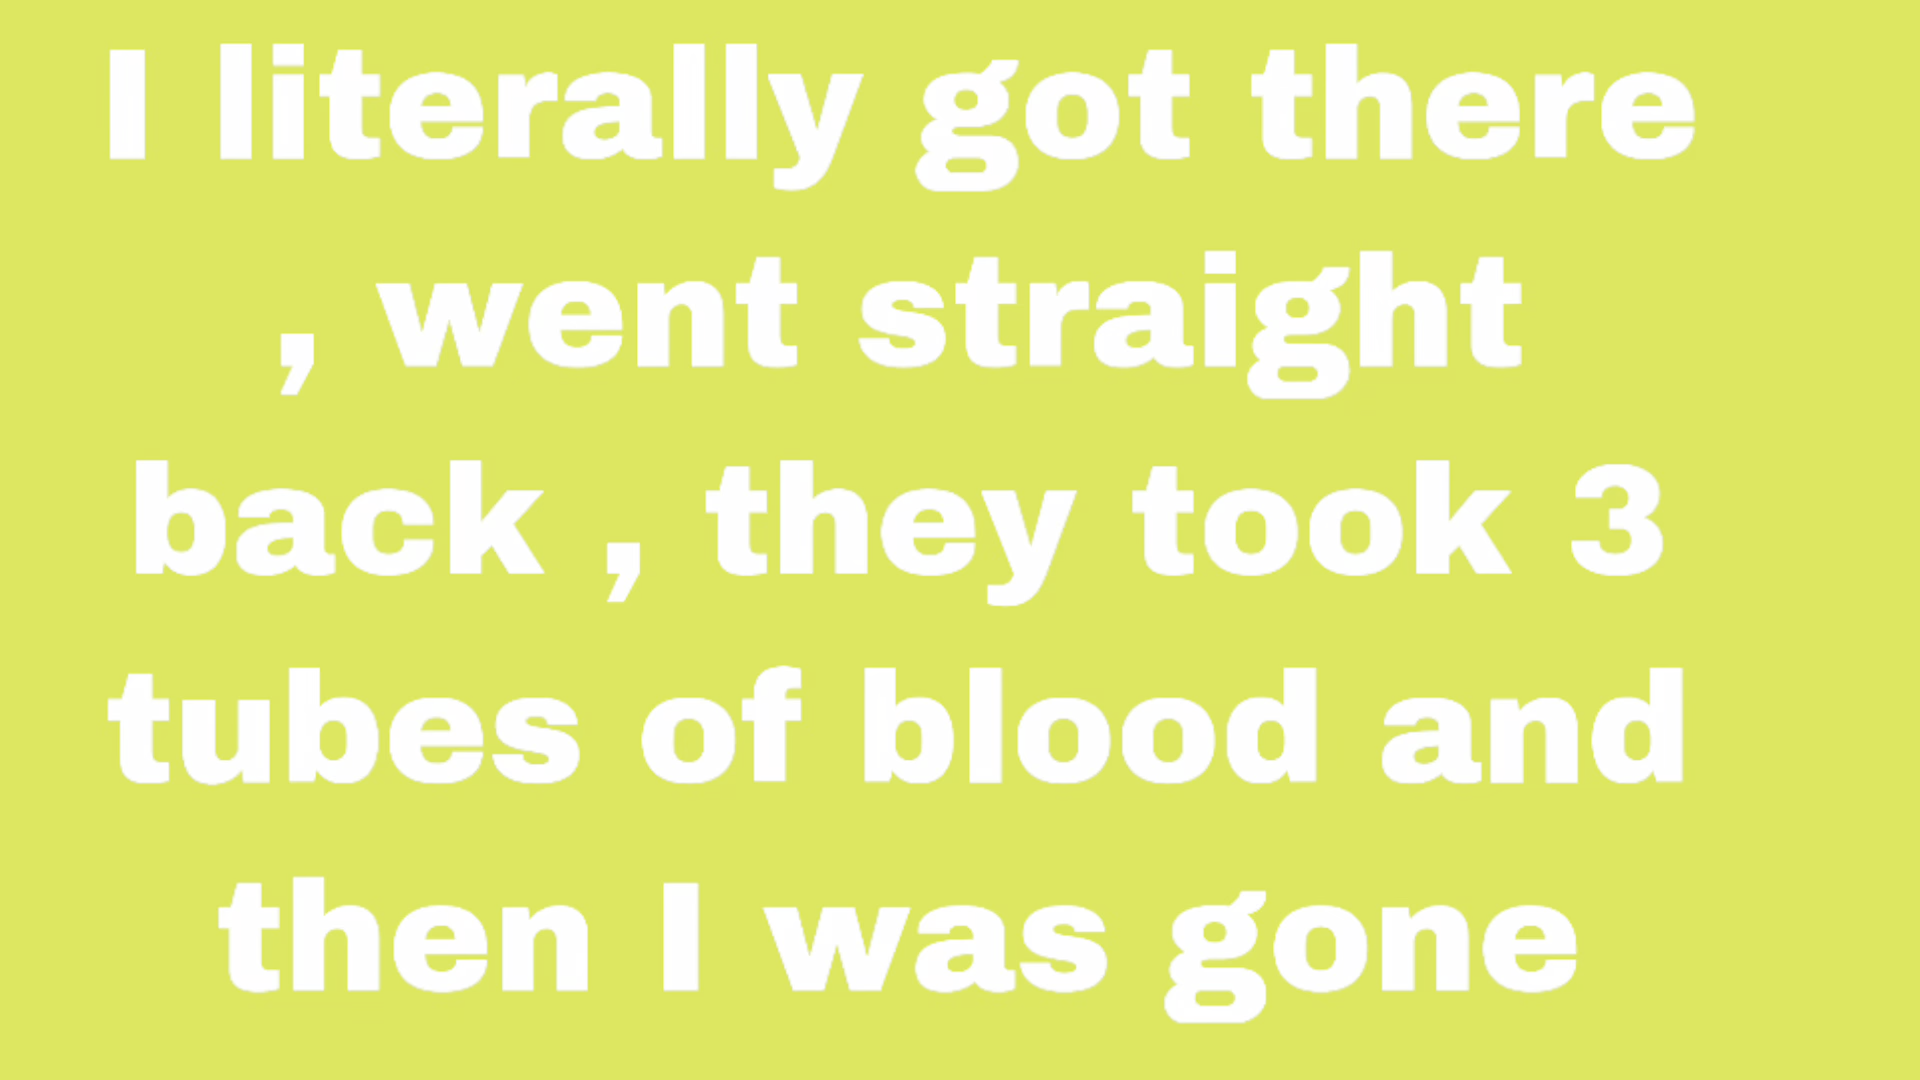 I literally got there
, went straight
back , they took 3
tubes of blood and
then I was gone